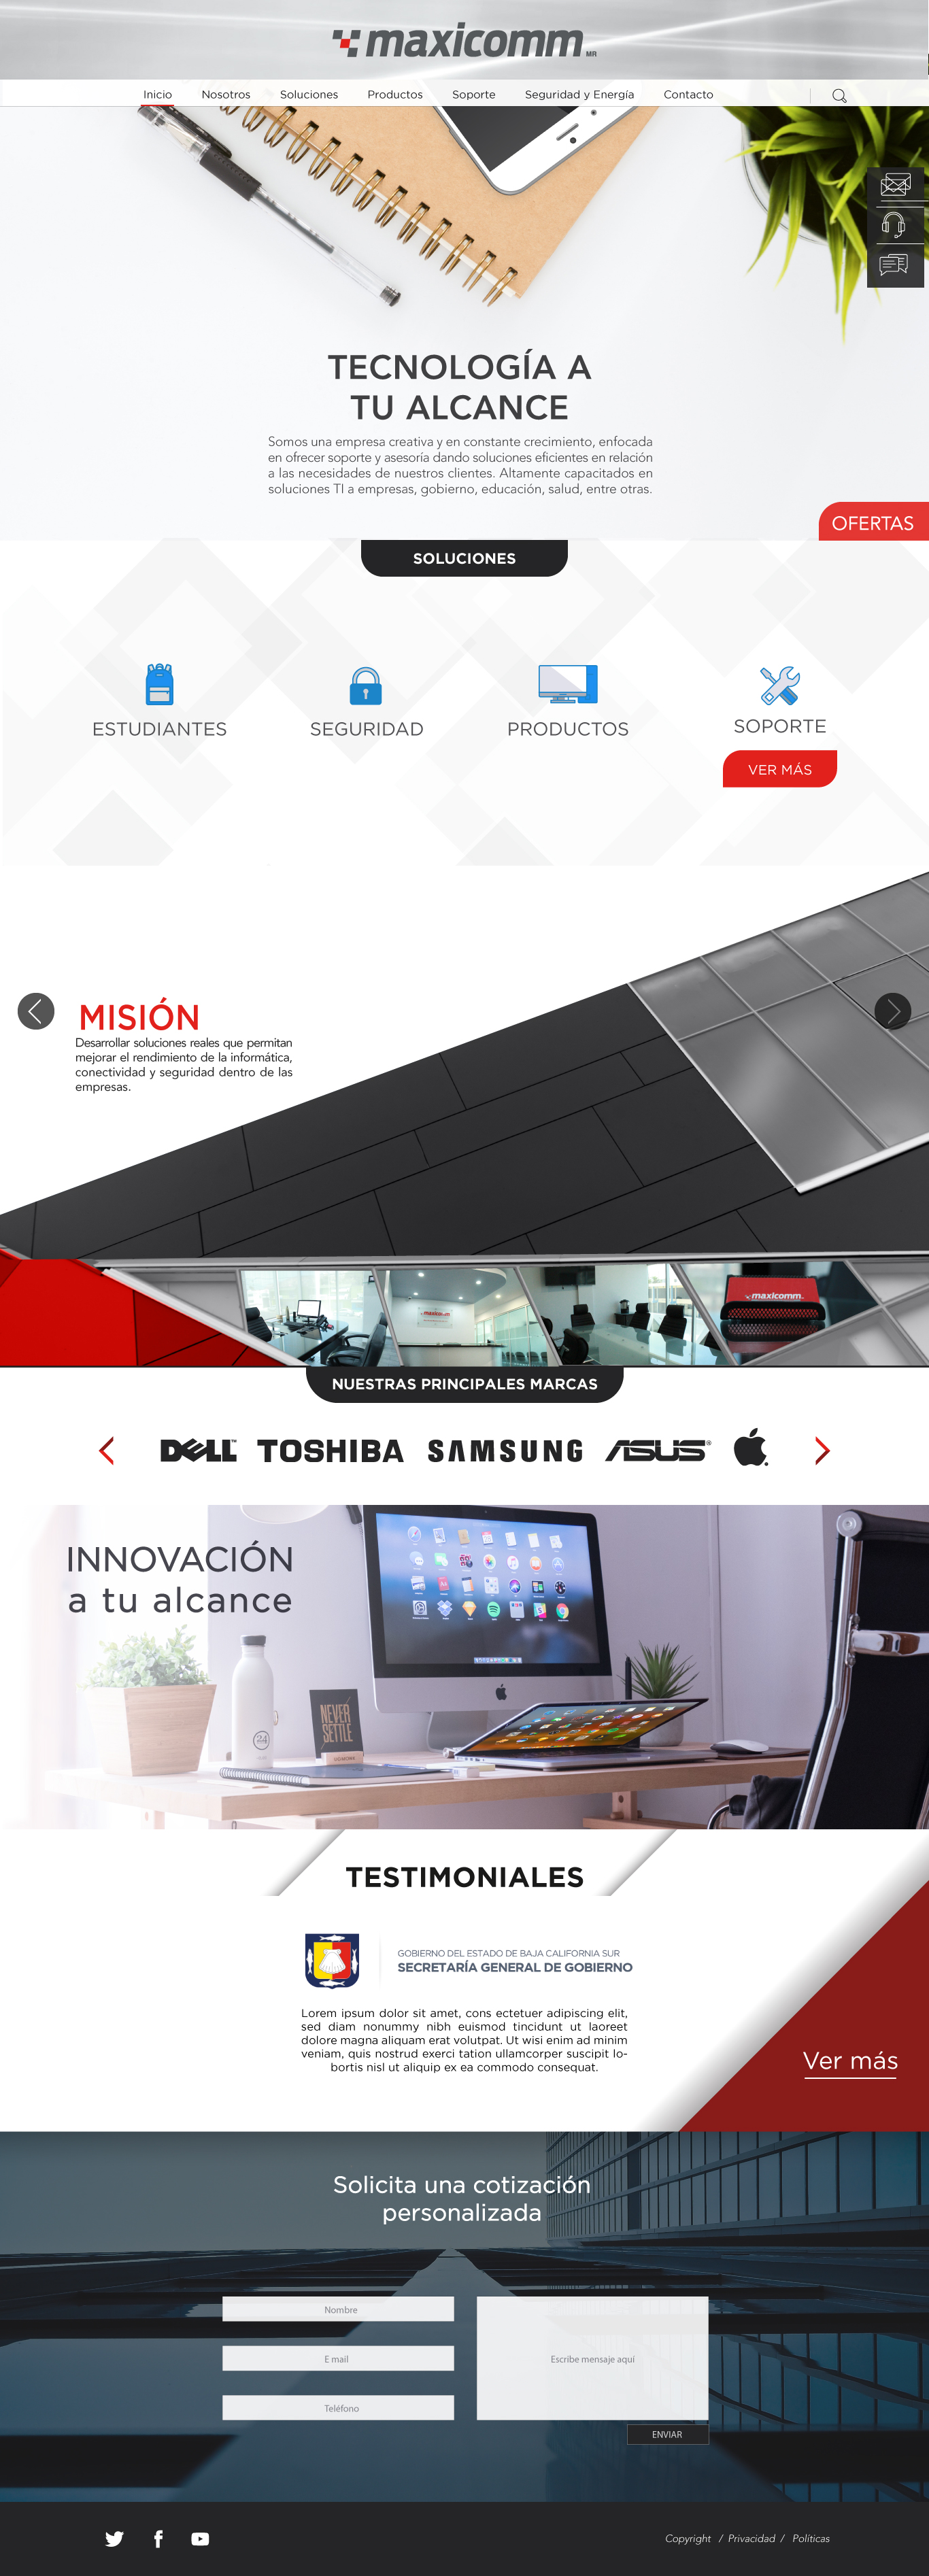 maxicomm MR
Inicio Nosotros Soluciones Productos Soporte Seguridad y Energía Contacto
TECNOLOGÍA A
TU ALCANCE
Somos una empresa creativa y en constante crecimiento, enfocada
en ofrecer soporte y asesoría dando soluciones eficientes en relación
a las necesidades de nuestros clientes. Altamente capacitados en
soluciones TI a empresas, gobierno, educación, salud, entre otras.
OFERTAS
SOLUCIONES
ESTUDIANTES
SEGURIDAD
PRODUCTOS
SOPORTE
VER MÁS
MISIÓN
Desarrollar soluciones reales que permitan
mejorar el rendimiento de la informática,
conectividad y seguridad dentro de las
empresas.
maxicomm
maxicomm
NUESTRAS PRINCIPALES MARCAS
DELL TOSHIBA SAMSUNG ASUS
INNOVACIÓN
a tu alcance
NEVER
SETTLE
24
TESTIMONIALES
GOBIERNO DEL ESTADO DE BAJA CALIFORNIA SUR
SECRETARÍA GENERAL DE GOBIERNO
Lorem ipsum dolor sit amet, cons ectetuer adipiscing elit,
sed diam nonummy nibh euismod tincidunt ut laoreet
dolore magna aliquam erat volutpat. Ut wisi enim ad minim
veniam, quis nostrud exerci tation ullamcorper suscipit lo-
bortis nisl ut aliquip ex ea commodo consequat.
Ver más
Solicita una cotización
personalizada
Nombre
E mail
Teléfono
Escribe mensaje aqui
ENVIAR
Copyright / Privacidad / Políticas